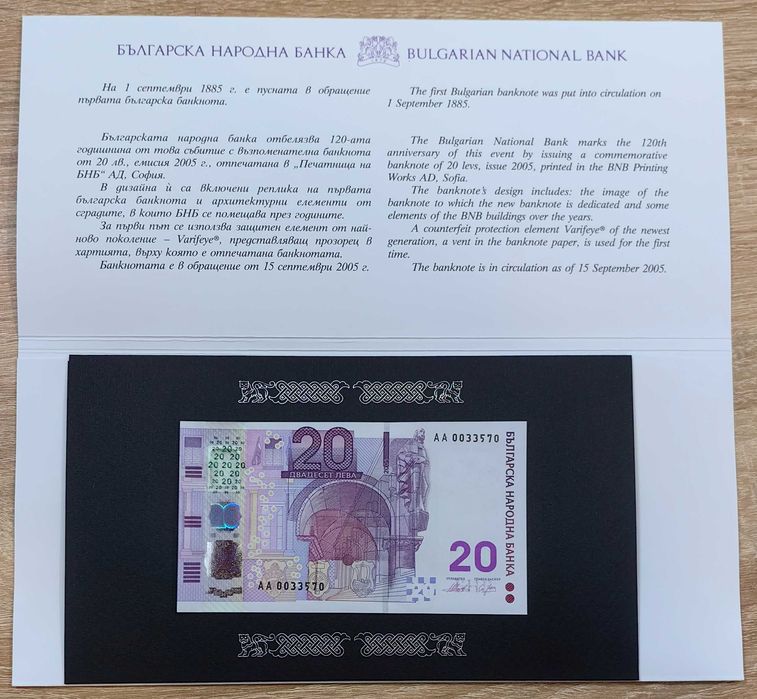 БЪЛГАРСКА НАРОДНА БАНКА
BULGARIAN NATIONAL BANK
На 1 септември 1885 г. е пусната в обращение
първата българска банкнота.
Българската народна банка отбелязва 120-ата
годишнина от това събитие с възпоменателна банкнота
от 20 лв., емисия 2005 г., отпечатана в „Печатница на
БНБ“ АД, София.
В дизайна ѝ са включени реплика на първата
българска банкнота и архитектурни елементи от
сградите, в които БНБ се помещава през годините.
За първи път се използва защитен елемент от най-
ново поколение – Varifeye®, представляващ прозорец в
хартията, върху която е отпечатана банкнотата.
Банкнотата е в обращение от 15 септември 2005 г.
The first Bulgarian banknote was put into circulation on
1 September 1885.
The Bulgarian National Bank marks the 120th
anniversary of this event by issuing a commemorative
banknote of 20 levs, issue 2005, printed in the BNB Printing
Works AD, Sofia.
The banknote's design includes: the image of the
banknote to which the new banknote is dedicated and some
elements of the BNB buildings over the years.
A counterfeit protection element Varifeye® of the newest
generation, a vent in the banknote paper, is used for the first
time.
The banknote is in circulation as of 15 September 2005.
20
ДВАДЕСЕТ ЛЕВА
АА 0033570
БЪЛГАРСКА НАРОДНА БАНКА
20
АА 0033570
20